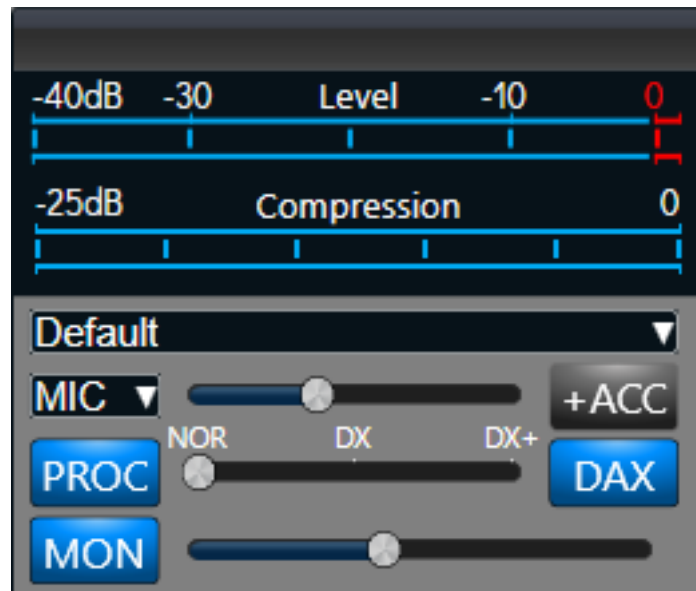 -40dB -30 Level -10 0
-25dB Compression 0
Default
MIC +ACC
NOR DX DX+
PROC DAX
MON